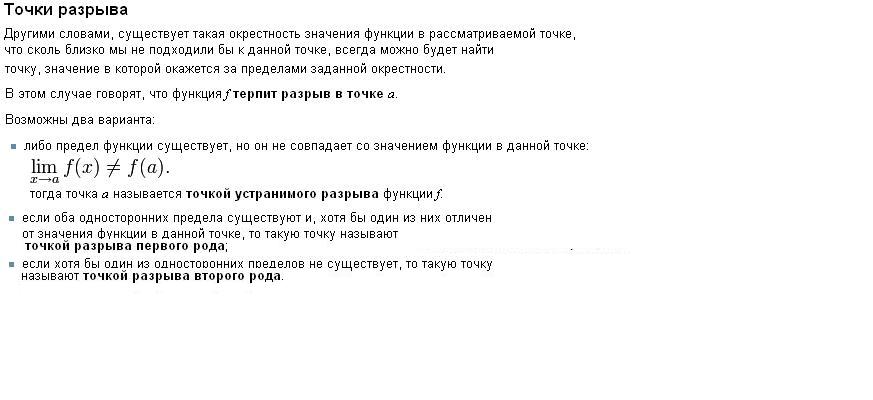 Точки разрыва
Другими словами, существует такая окрестность значения функции в рассматриваемой точке,
что сколь близко мы не подходили бы к данной точке, всегда можно будет найти
точку, значение в которой окажется за пределами заданной окрестности.
В этом случае говорят, что функция f терпит разрыв в точке a.
Возможны два варианта:
либо предел функции существует, но он не совпадает со значением функции в данной точке:
lim f(x) ≠ f(a).
x→a
тогда точка a называется точкой устранимого разрыва функции f.
если оба односторонних предела существуют и, хотя бы один из них отличен
от значения функции в данной точке, то такую точку называют
точкой разрыва первого рода;
если хотя бы один из односторонних пределов не существует, то такую точку
называют точкой разрыва второго рода.